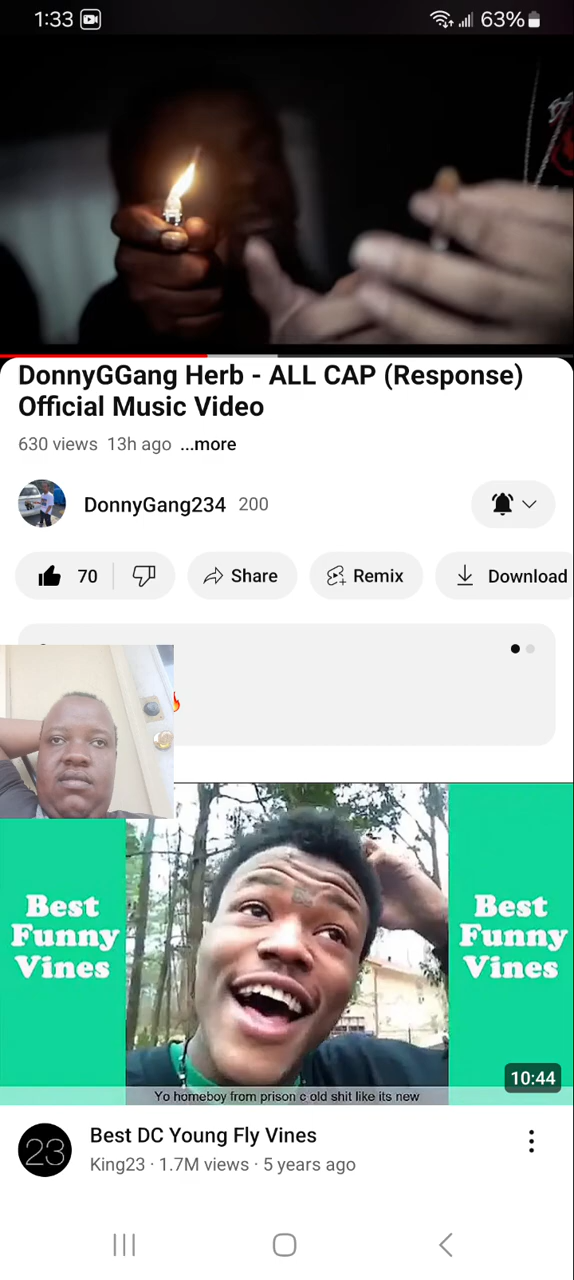 1:33 63%
DonnyGGang Herb - ALL CAP (Response)
Official Music Video
630 views 13h ago ...more
DonnyGang234 200
70 Share Remix Download
Best
Funny
Vines
Best
Funny
Vines
10:44
Yo homeboy from prison c old shit like its new
23 Best DC Young Fly Vines
King23 · 1.7M views · 5 years ago